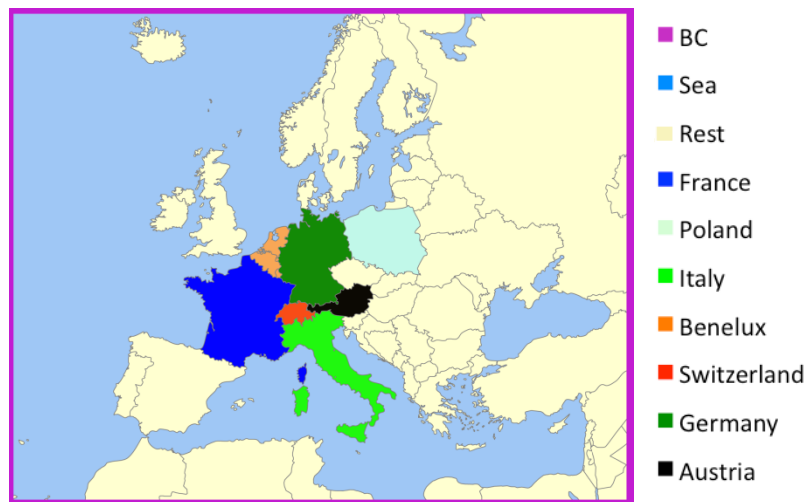 BC
Sea
Rest
France
Poland
Italy
Benelux
Switzerland
Germany
Austria